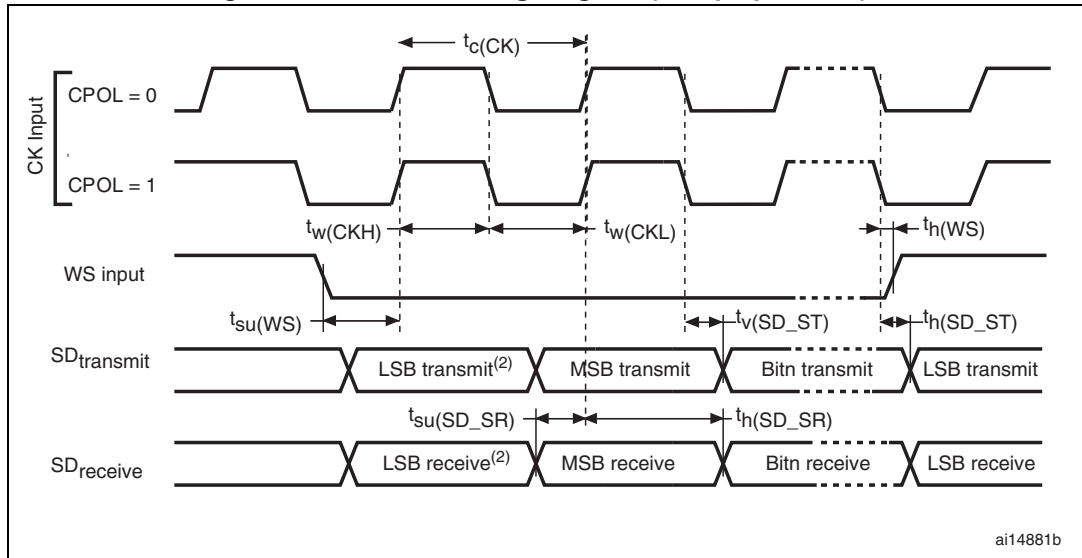 tc(CK)
CK Input
CPOL = 0
CPOL = 1
tw(CKH)
tw(CKL)
th(WS)
WS input
tsu(WS)
tv(SD_ST)
th(SD_ST)
SDtransmit
LSB transmit(2)
MSB transmit
Bitn transmit
LSB transmit
tsu(SD_SR)
th(SD_SR)
SDreceive
LSB receive(2)
MSB receive
Bitn receive
LSB receive
ai14881b